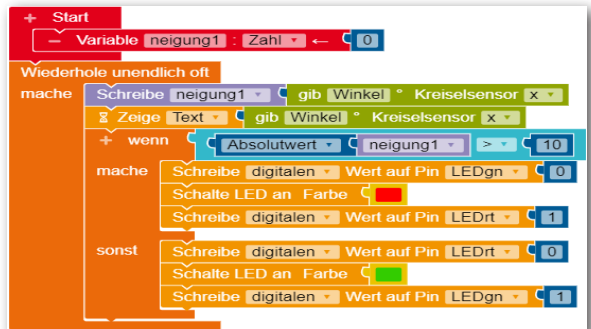 + Start
− Variable neigung1 : Zahl ← 0
Wiederhole unendlich oft
mache Schreibe neigung1 gib Winkel ° Kreiselsensor x
Zeige Text gib Winkel ° Kreiselsensor x
+ wenn Absolutwert neigung1 > 10
mache Schreibe digitalen Wert auf Pin LEDgn 0
Schalte LED an Farbe
Schreibe digitalen Wert auf Pin LEDrt 1
sonst Schreibe digitalen Wert auf Pin LEDrt 0
Schalte LED an Farbe
Schreibe digitalen Wert auf Pin LEDgn 1